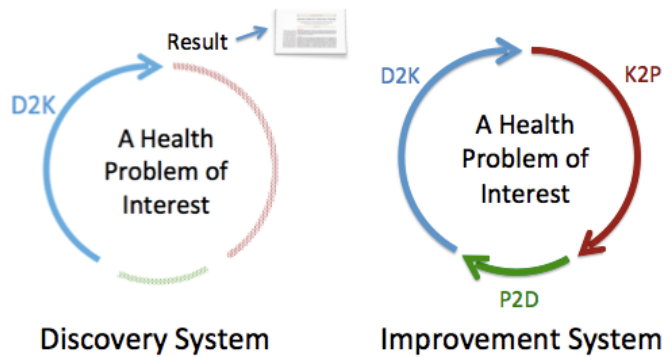 Result
D2K
A Health
Problem of
Interest
Discovery System
D2K
K2P
A Health
Problem of
Interest
P2D
Improvement System